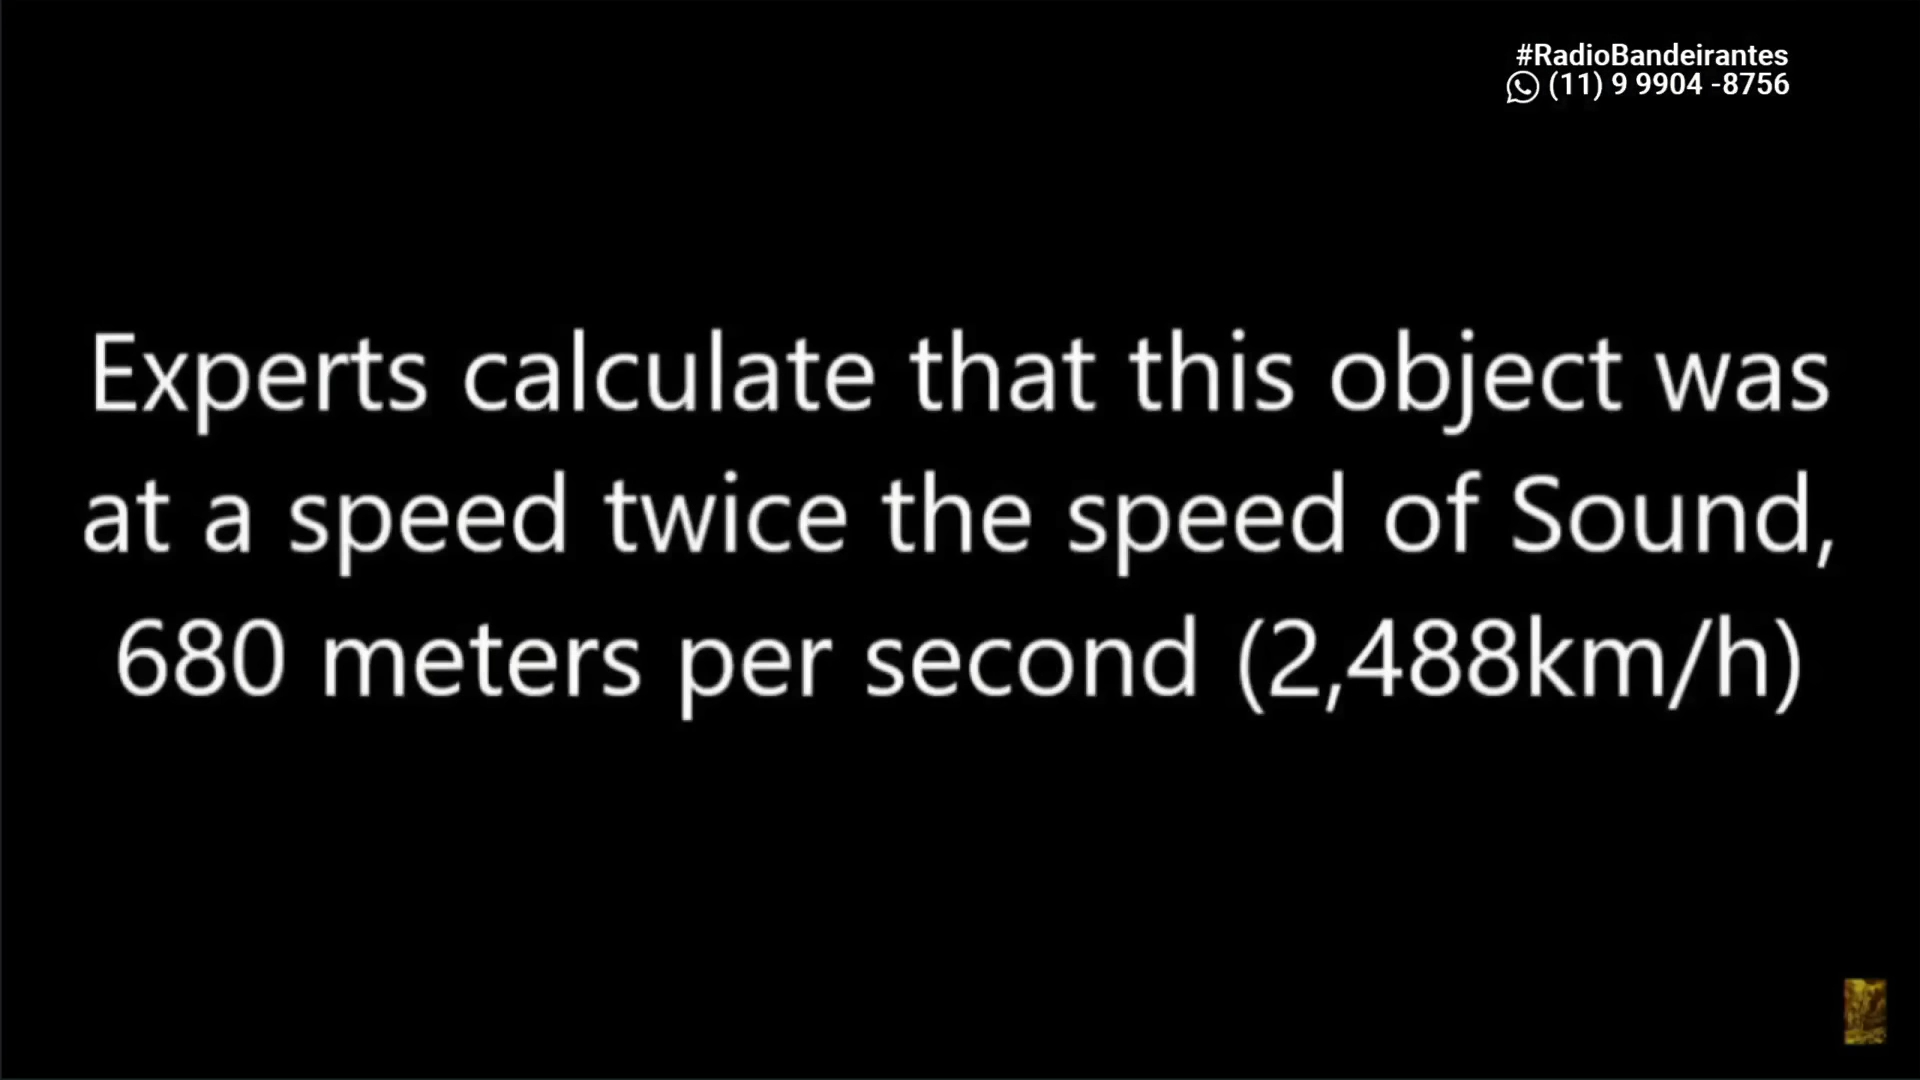 #RadioBandeirantes
(11) 9 9904 -8756
Experts calculate that this object was
at a speed twice the speed of Sound,
680 meters per second (2,488km/h)